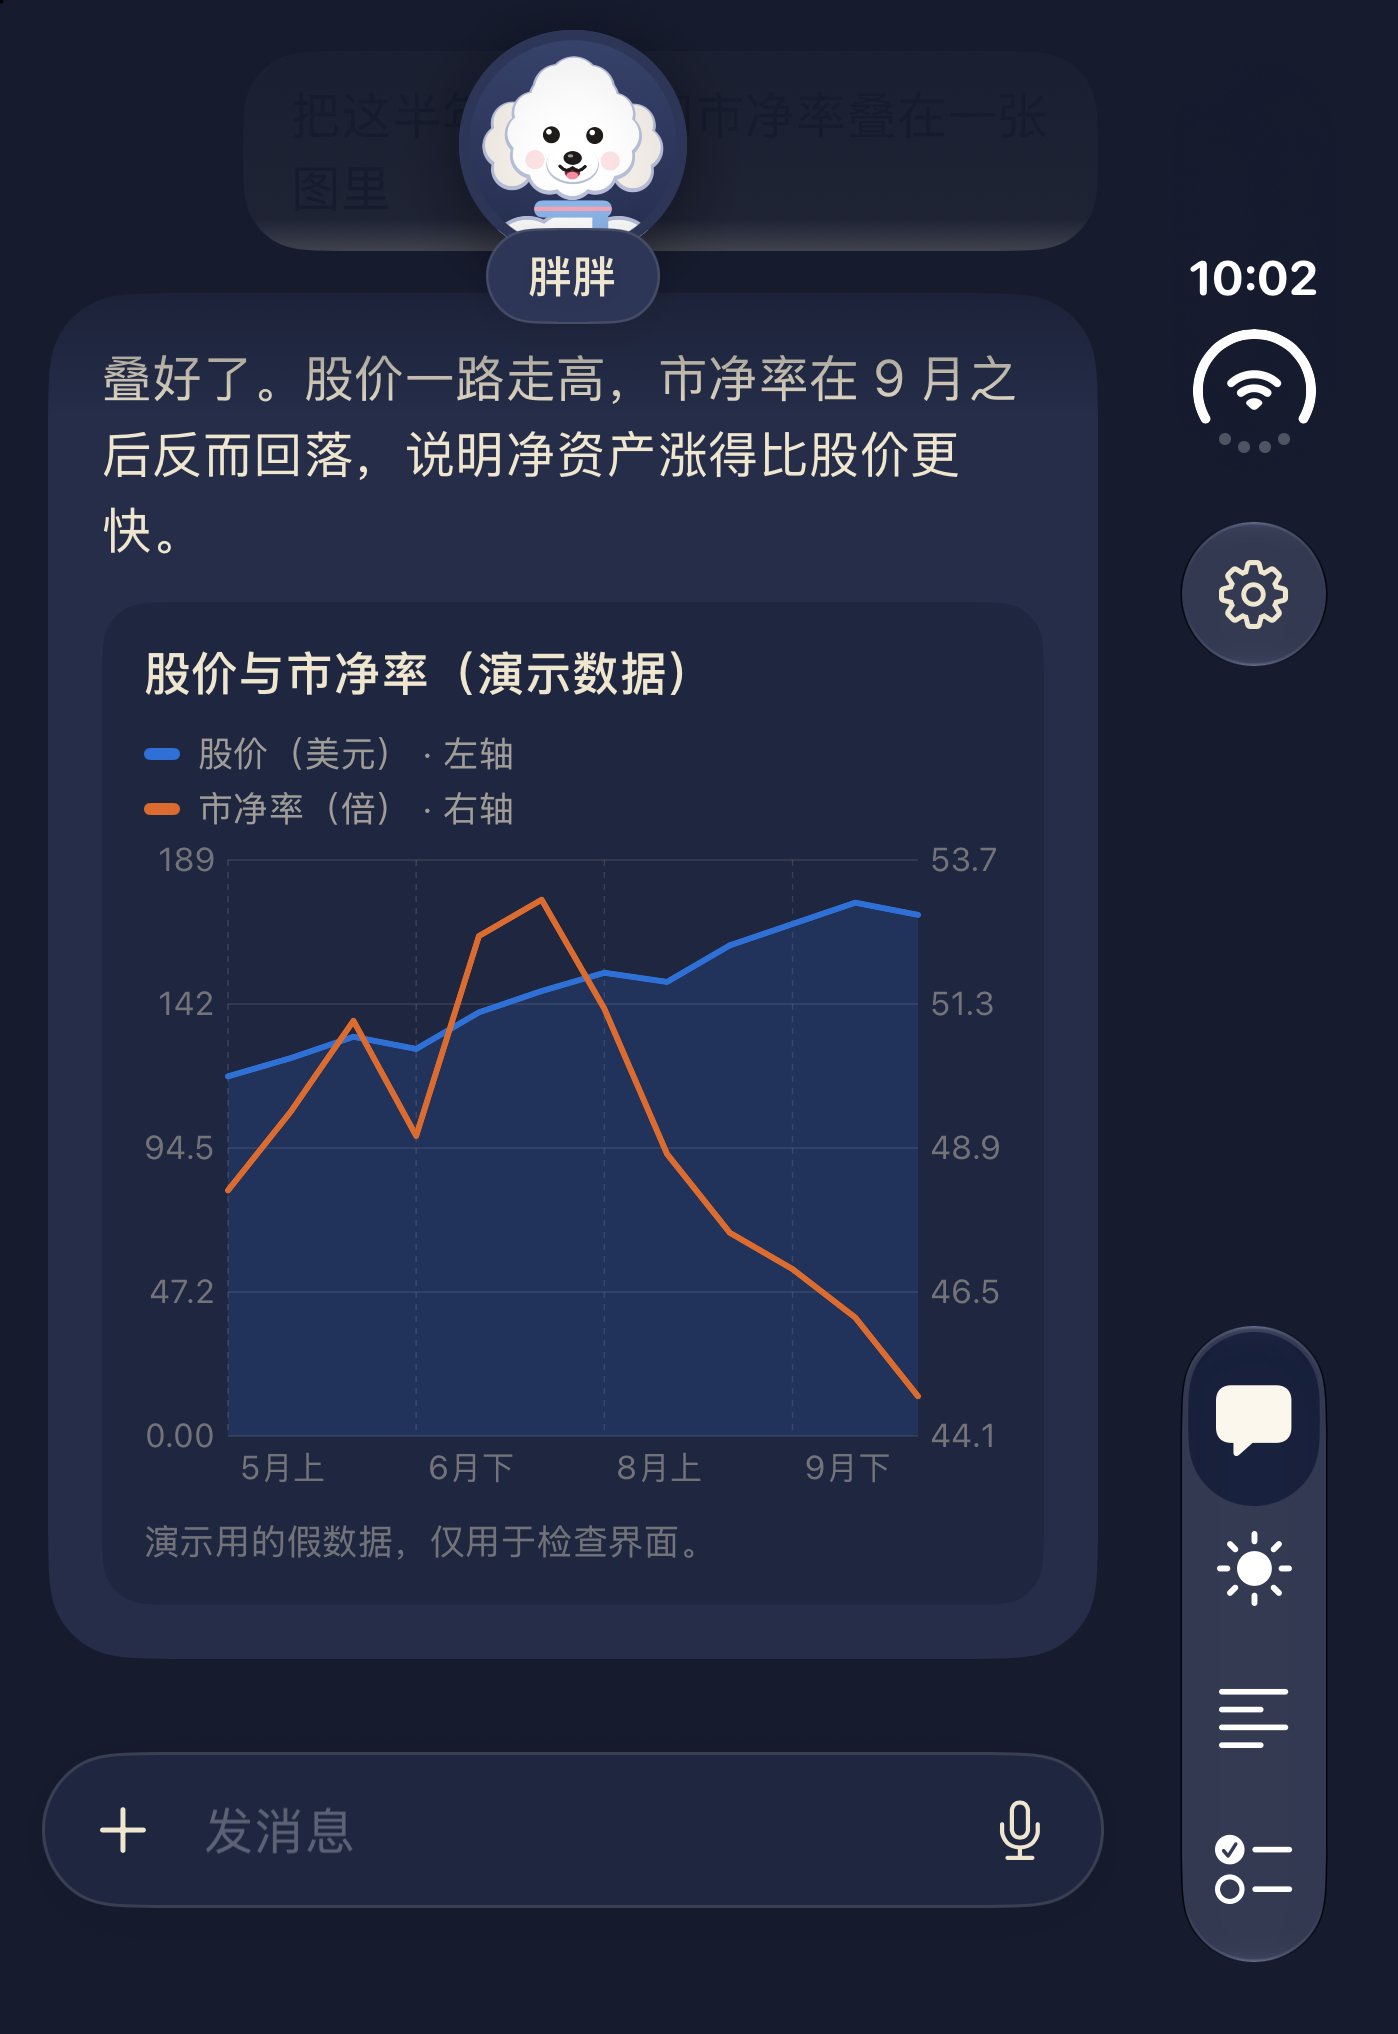 把这半年
市净率叠在一张
图里
胖胖
10:02
叠好了。股价一路走高，市净率在 9 月之
后反而回落，说明净资产涨得比股价更
快。
股价与市净率（演示数据）
股价（美元） · 左轴
市净率（倍） · 右轴
189
53.7
142
51.3
94.5
48.9
47.2
46.5
0.00
44.1
5月上
6月下
8月上
9月下
演示用的假数据，仅用于检查界面。
发消息